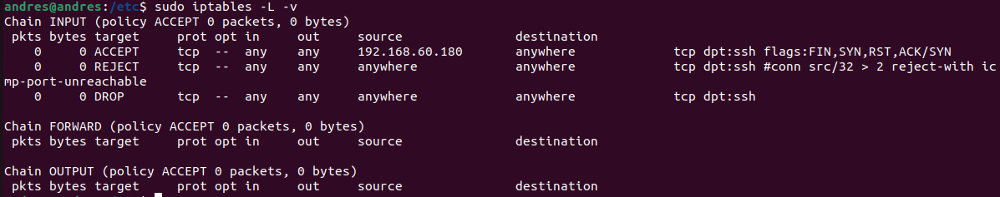 andres@andres:/etc$ sudo iptables -L -v
Chain INPUT (policy ACCEPT 0 packets, 0 bytes)
 pkts bytes target     prot opt in     out     source               destination
    0     0 ACCEPT     tcp  --  any    any     192.168.60.180       anywhere             tcp dpt:ssh flags:FIN,SYN,RST,ACK/SYN
    0     0 REJECT     tcp  --  any    any     anywhere             anywhere             tcp dpt:ssh #conn src/32 > 2 reject-with ic
mp-port-unreachable
    0     0 DROP       tcp  --  any    any     anywhere             anywhere             tcp dpt:ssh

Chain FORWARD (policy ACCEPT 0 packets, 0 bytes)
 pkts bytes target     prot opt in     out     source               destination

Chain OUTPUT (policy ACCEPT 0 packets, 0 bytes)
 pkts bytes target     prot opt in     out     source               destination